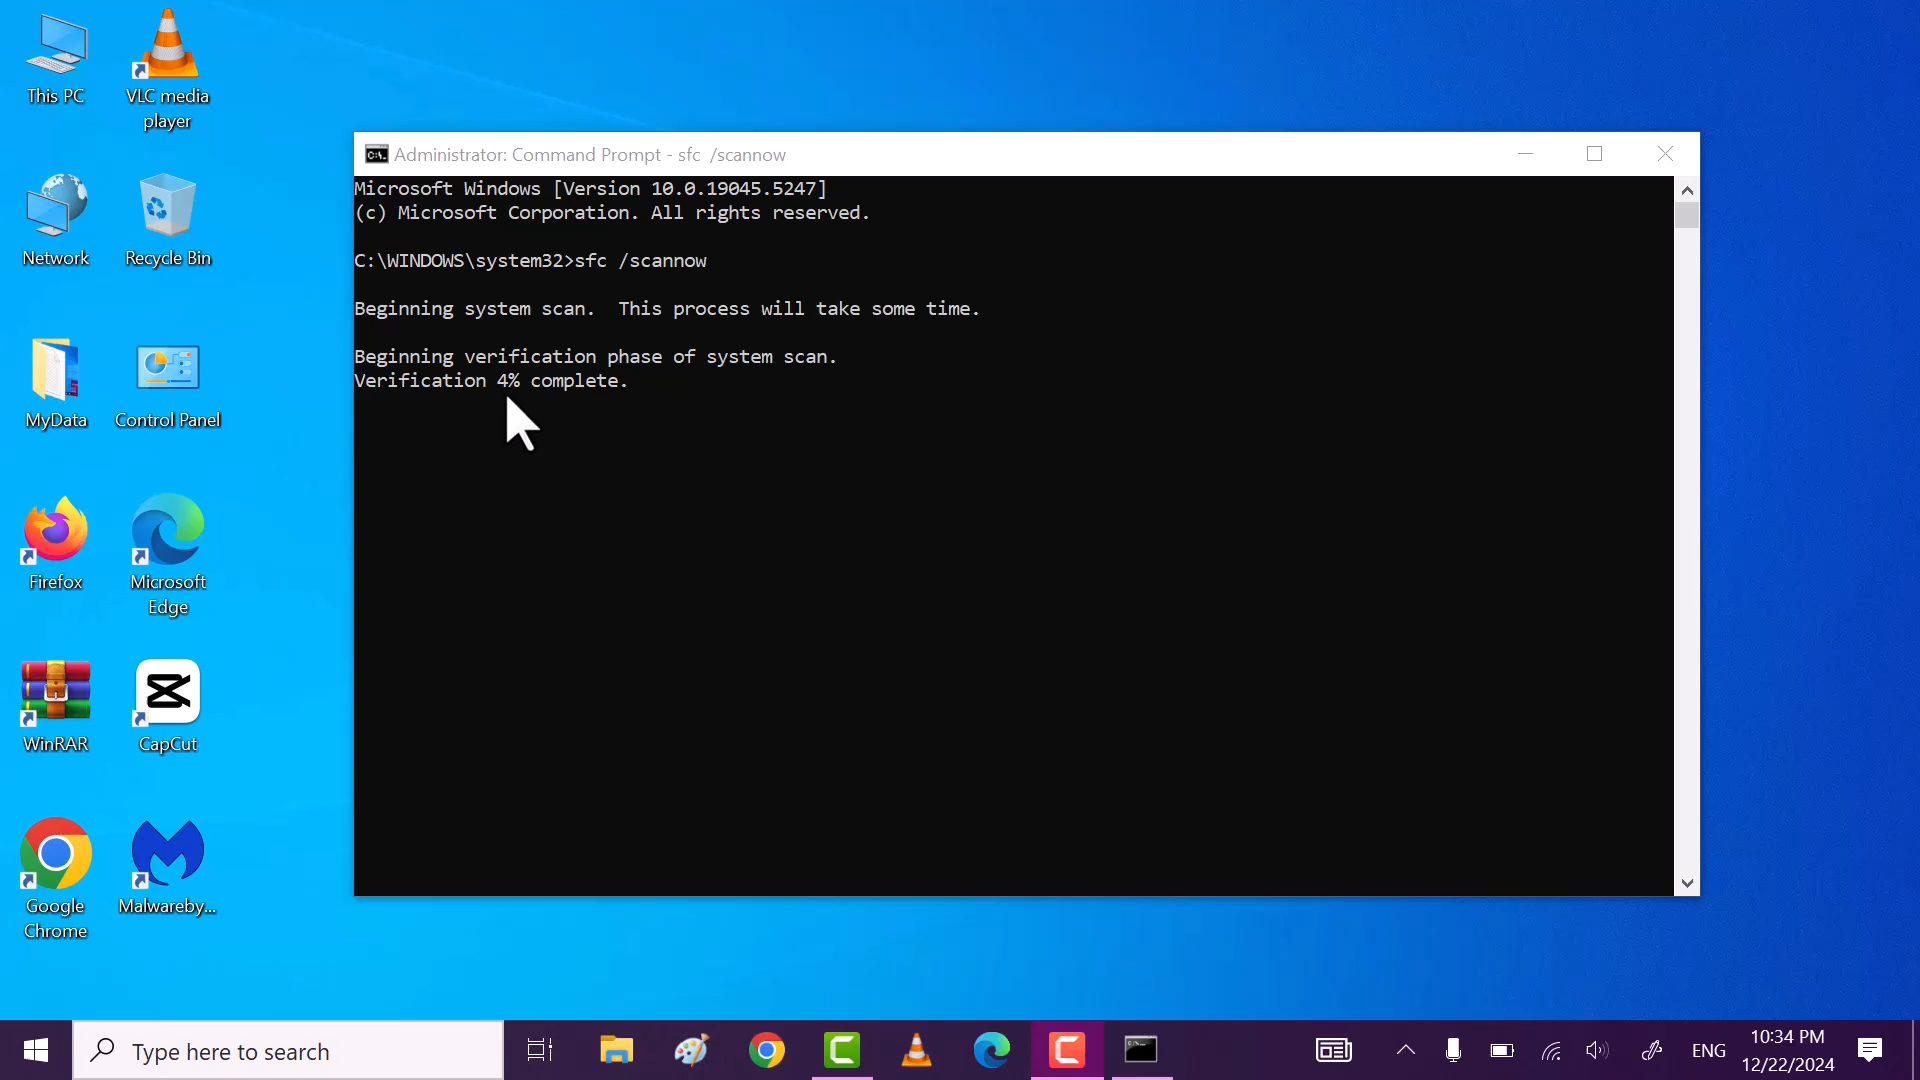 This PC
VLC media
player
Network
Recycle Bin
MyData
Control Panel
Firefox
Microsoft
Edge
WinRAR
CapCut
Google
Chrome
Malwareby...
Administrator: Command Prompt - sfc  /scannow
Microsoft Windows [Version 10.0.19045.5247]
(c) Microsoft Corporation. All rights reserved.
C:\WINDOWS\system32>sfc /scannow
Beginning system scan.  This process will take some time.
Beginning verification phase of system scan.
Verification 4% complete.
Type here to search
ENG
10:34 PM
12/22/2024